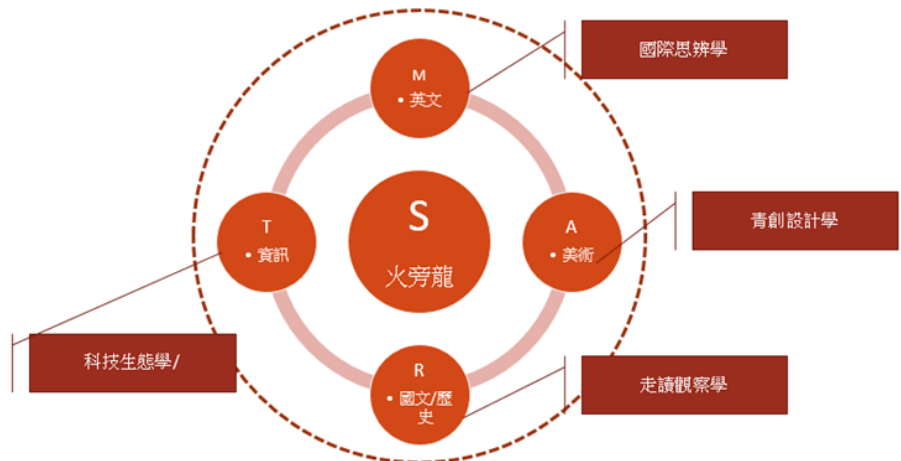 M
• 英文
國際思辨學
T
• 資訊
S
火旁龍
A
• 美術
青創設計學
科技生態學/
R
• 國文/歷
史
走讀觀察學